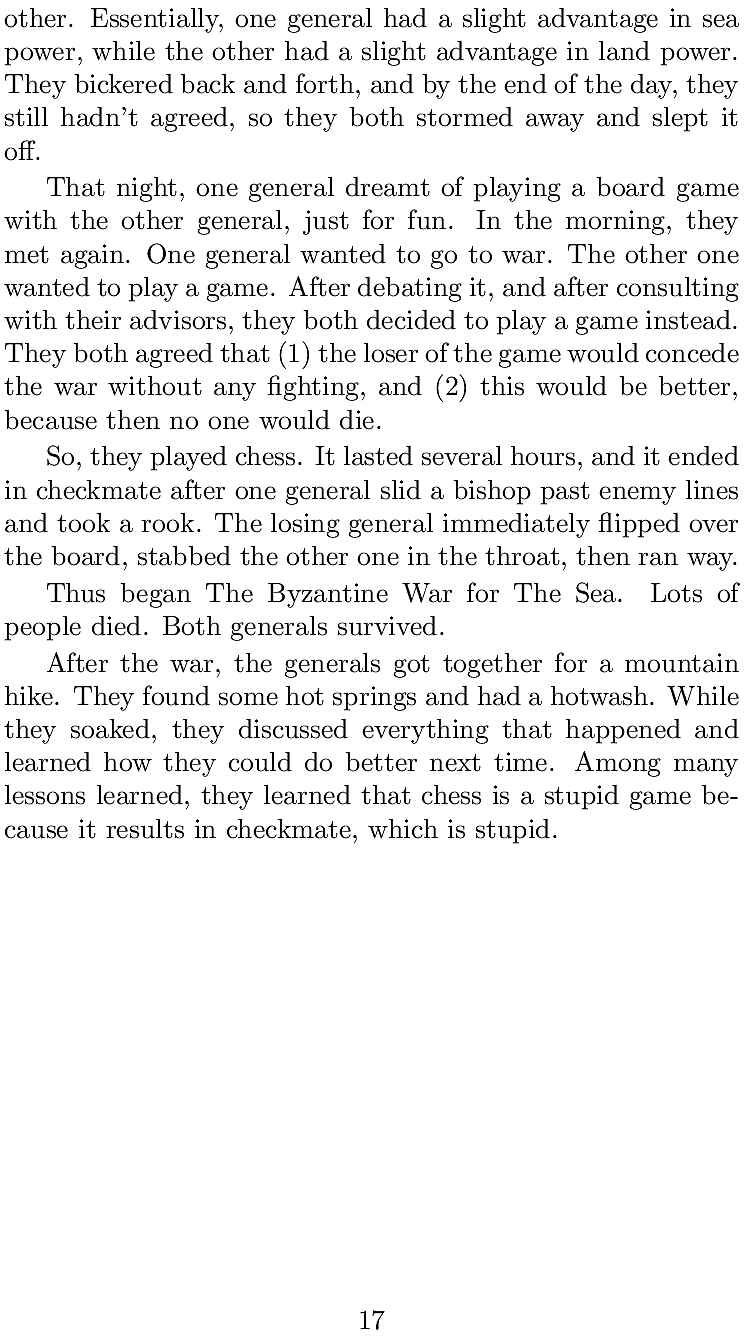 other. Essentially, one general had a slight advantage in sea
power, while the other had a slight advantage in land power.
They bickered back and forth, and by the end of the day, they
still hadn't agreed, so they both stormed away and slept it
off.
That night, one general dreamt of playing a board game
with the other general, just for fun. In the morning, they
met again. One general wanted to go to war. The other one
wanted to play a game. After debating it, and after consulting
with their advisors, they both decided to play a game instead.
They both agreed that (1) the loser of the game would concede
the war without any fighting, and (2) this would be better,
because then no one would die.
So, they played chess. It lasted several hours, and it ended
in checkmate after one general slid a bishop past enemy lines
and took a rook. The losing general immediately flipped over
the board, stabbed the other one in the throat, then ran way.
Thus began The Byzantine War for The Sea. Lots of
people died. Both generals survived.
After the war, the generals got together for a mountain
hike. They found some hot springs and had a hotwash. While
they soaked, they discussed everything that happened and
learned how they could do better next time. Among many
lessons learned, they learned that chess is a stupid game be-
cause it results in checkmate, which is stupid.
17